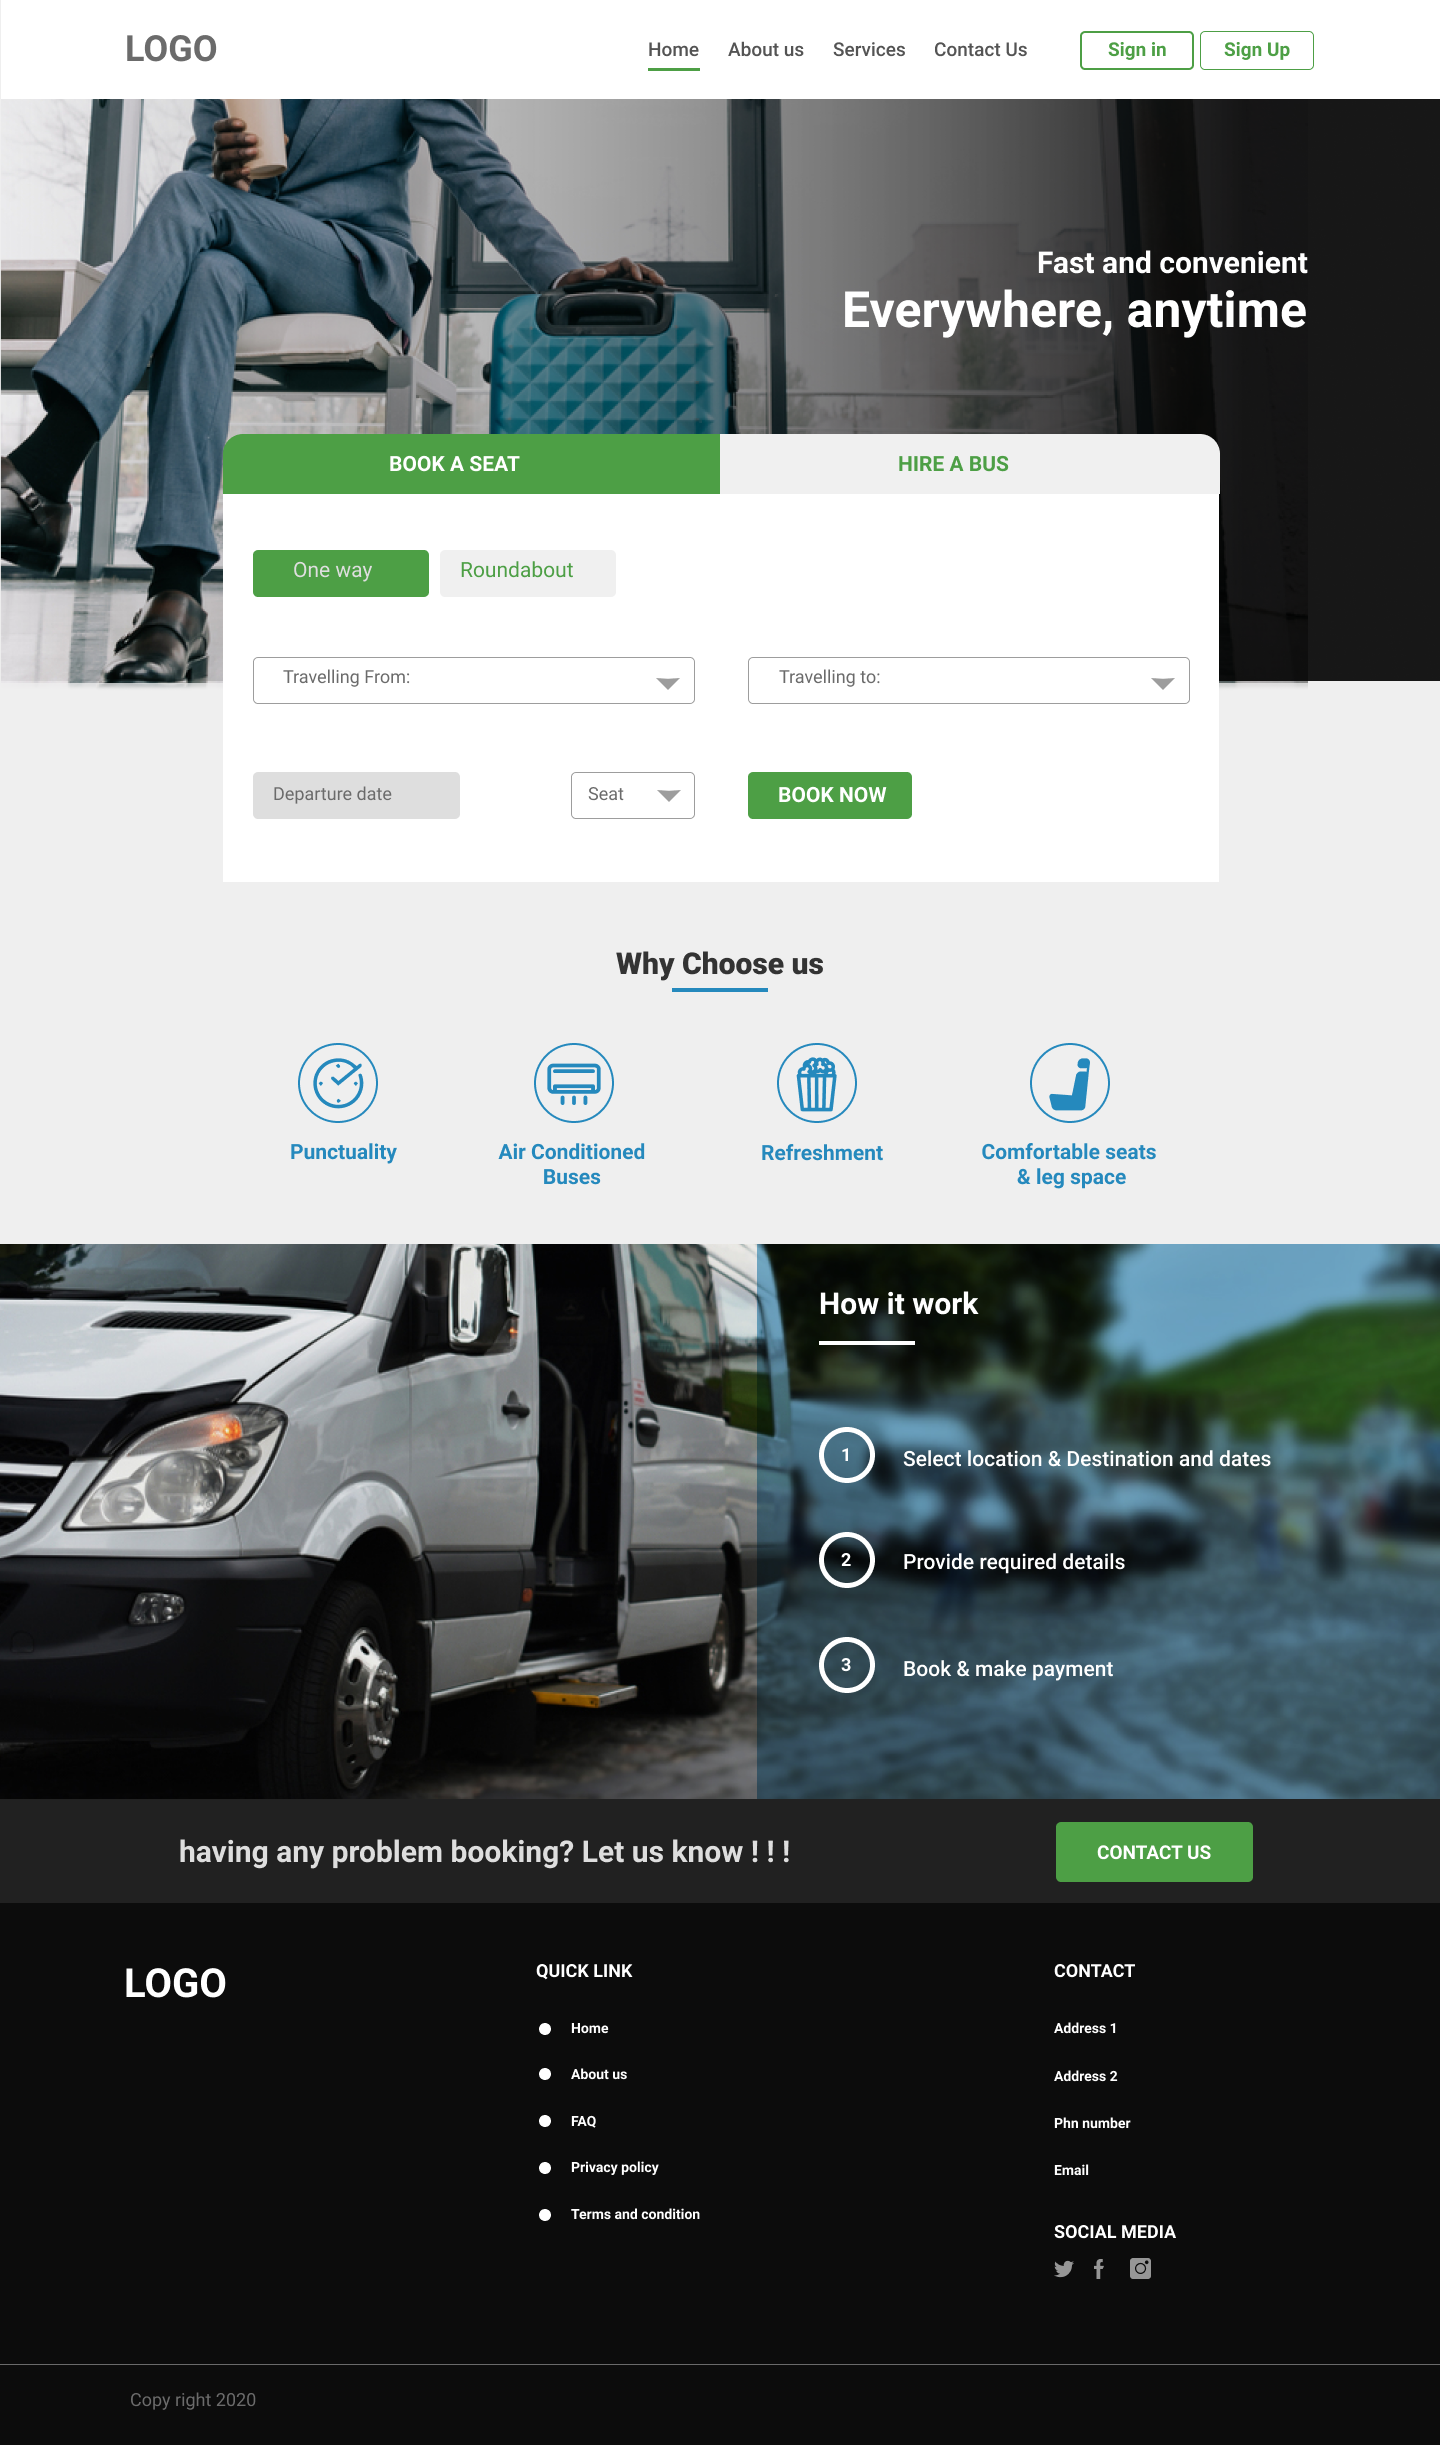 LOGO
Home
About us
Services
Contact Us
Sign in
Sign Up
Fast and convenient
Everywhere, anytime
BOOK A SEAT
HIRE A BUS
One way
Roundabout
Travelling From:
Travelling to:
Departure date
Seat
BOOK NOW
Why Choose us
Punctuality
Air Conditioned
Buses
Refreshment
Comfortable seats
& leg space
How it work
1
Select location & Destination and dates
2
Provide required details
3
Book & make payment
having any problem booking? Let us know ! ! !
CONTACT US
LOGO
QUICK LINK
Home
About us
FAQ
Privacy policy
Terms and condition
CONTACT
Address 1
Address 2
Phn number
Email
SOCIAL MEDIA
Copy right 2020